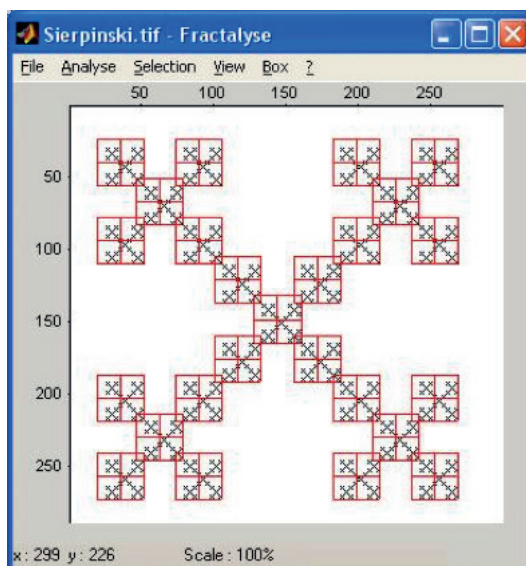 Sierpinski.tif - Fractalyse
File Analyse Selection View Box ?
50 100 150 200 250
50
100
150
200
250
x : 299 y : 226 Scale : 100%